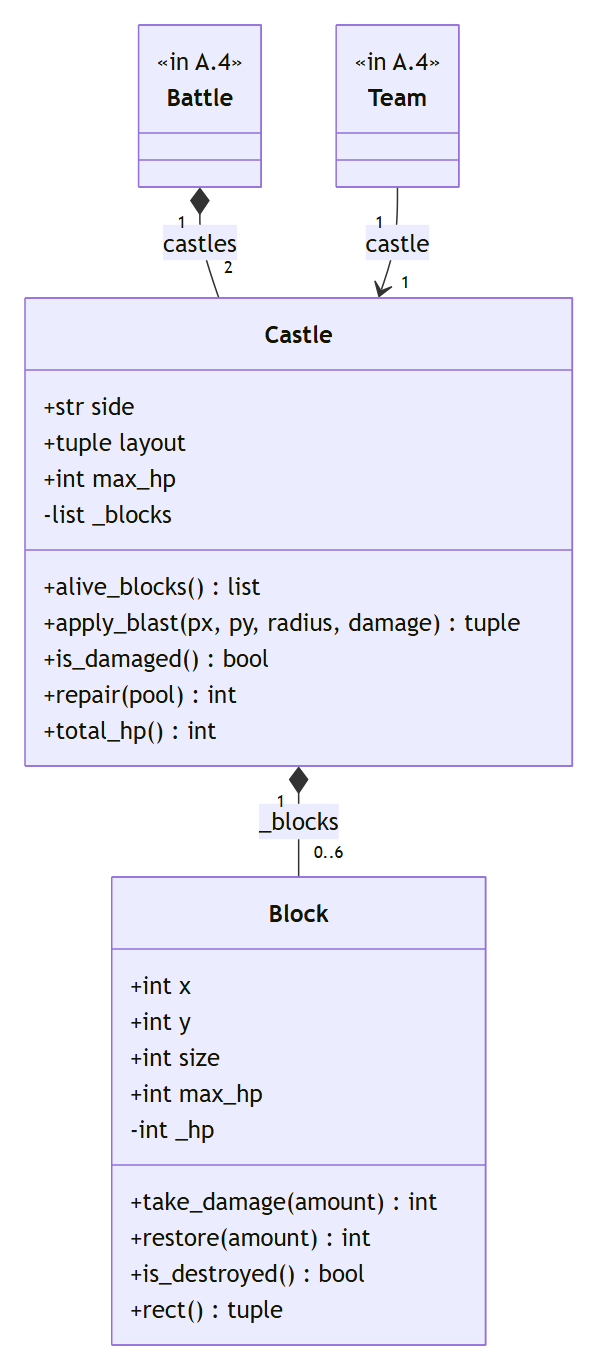 «in A.4»
Battle
«in A.4»
Team
1
castles
2
1
castle
1
Castle
+str side
+tuple layout
+int max_hp
-list _blocks
+alive_blocks() : list
+apply_blast(px, py, radius, damage) : tuple
+is_damaged() : bool
+repair(pool) : int
+total_hp() : int
1
_blocks
0..6
Block
+int x
+int y
+int size
+int max_hp
-int _hp
+take_damage(amount) : int
+restore(amount) : int
+is_destroyed() : bool
+rect() : tuple